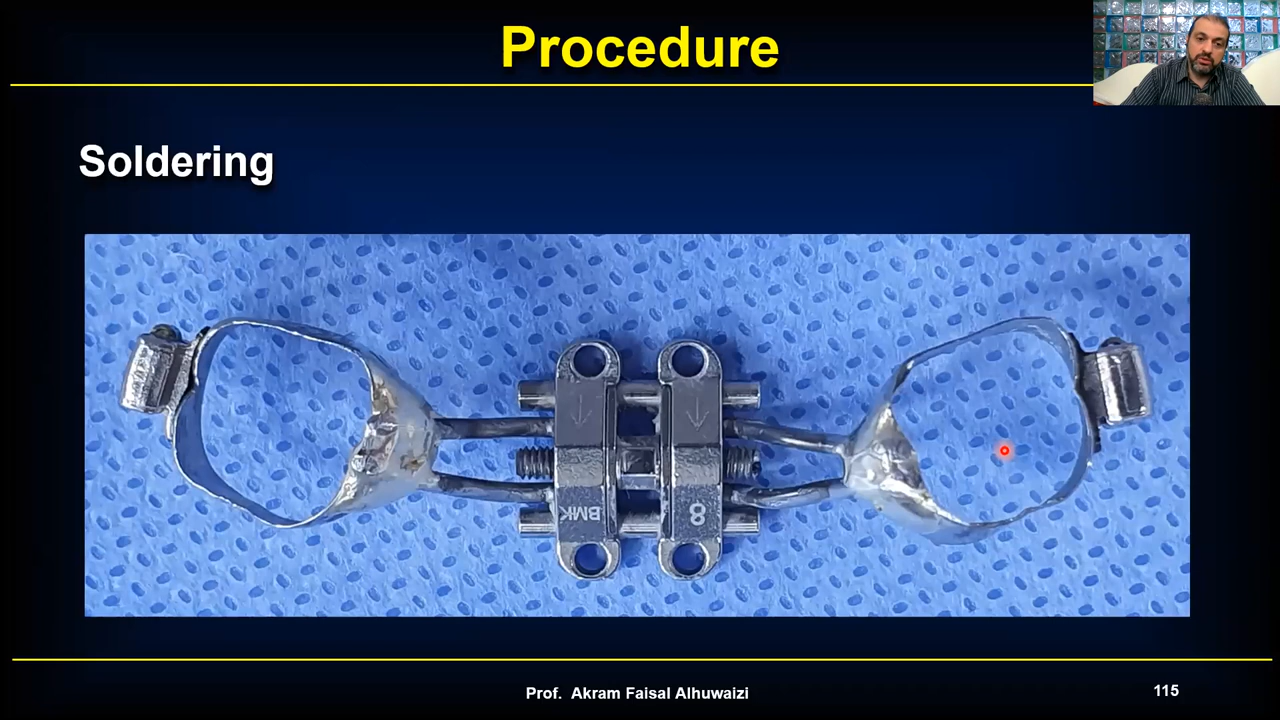 Procedure
Soldering
BMK
8
Prof. Akram Faisal Alhuwaizi
115